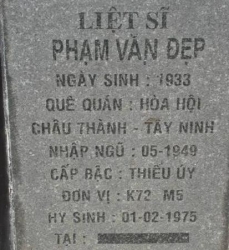 LIỆT SĨ
PHẠM VĂN ĐẸP
NGÀY SINH : 1933
QUÊ QUÁN : HÒA HỘI
CHÂU THÀNH - TÂY NINH
NHẬP NGŨ : 05-1949
CẤP BẬC : THIẾU ÚY
ĐƠN VỊ : K72 M5
HY SINH : 01-02-1975
TẠI :